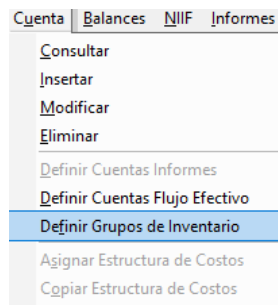 Cuenta Balances NIIF Informes
Consultar
Insertar
Modificar
Eliminar
Definir Cuentas Informes
Definir Cuentas Flujo Efectivo
Definir Grupos de Inventario
Asignar Estructura de Costos
Copiar Estructura de Costos